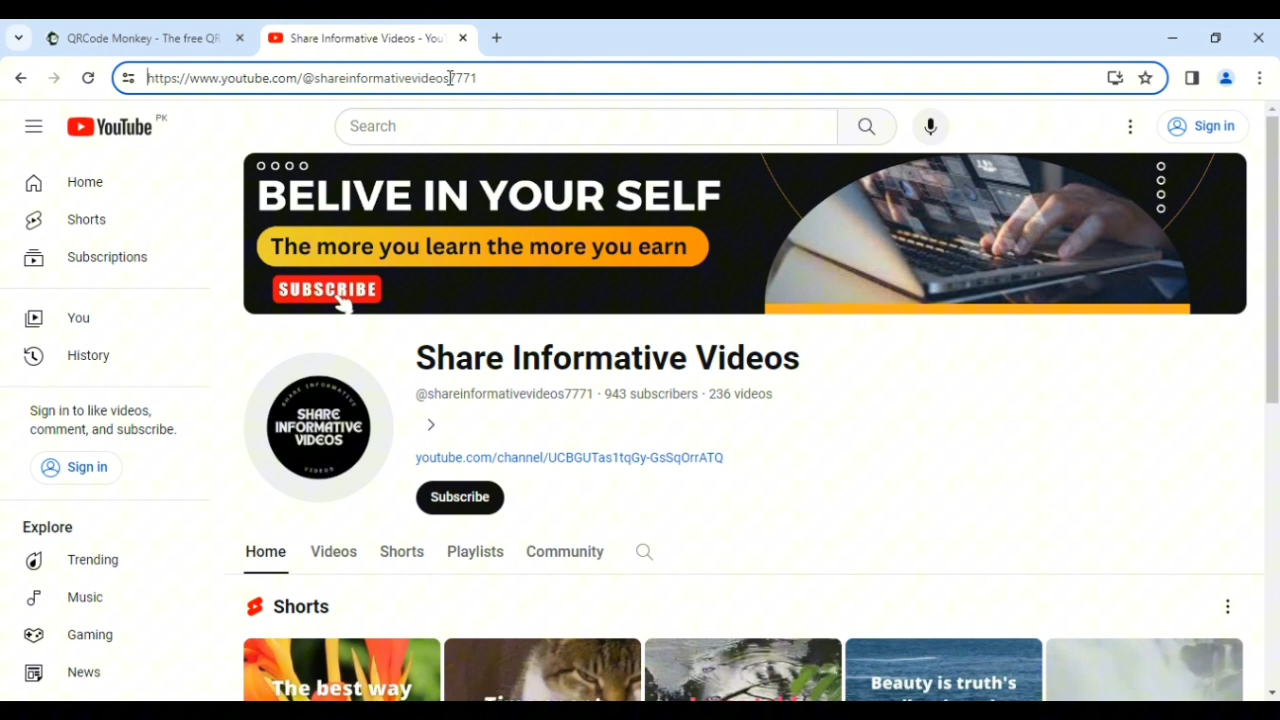 QRCode Monkey - The free QR
Share Informative Videos - You
https://www.youtube.com/@shareinformativevideos7771
YouTube PK
Search
Sign in
Home
Shorts
Subscriptions
You
History
Sign in to like videos,
comment, and subscribe.
Sign in
Explore
Trending
Music
Gaming
News
BELIVE IN YOUR SELF
The more you learn the more you earn
SUBSCRIBE
SHARE INFORMATIVE
SHARE
INFORMATIVE
VIDEOS
VIDEOS
Share Informative Videos
@shareinformativevideos7771 · 943 subscribers · 236 videos
youtube.com/channel/UCBGUTas1tqGy-GsSqOrrATQ
Subscribe
Home Videos Shorts Playlists Community
Shorts
The best way
Beauty is truth's